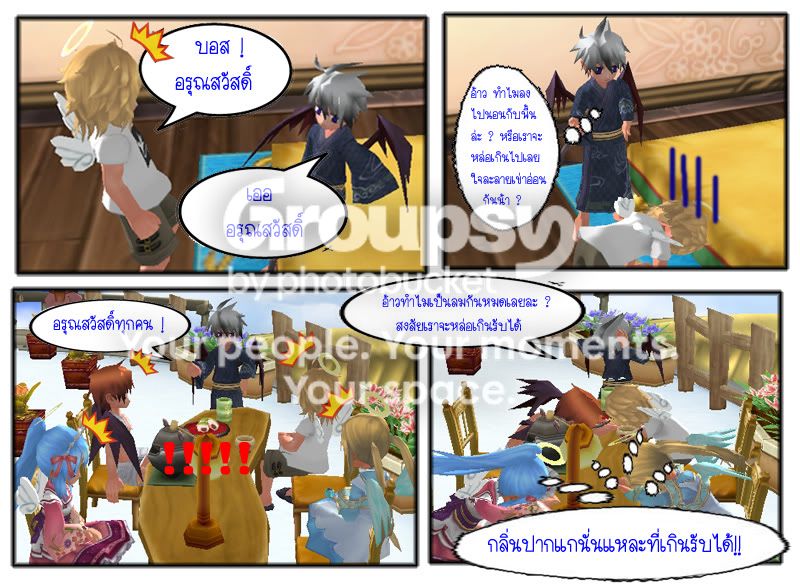 บอส !
อรุณสวัสดิ์
เออ
อรุณสวัสดิ์
อ้าว ทำไมลง
ไปนอนกับพื้น
ล่ะ ? หรือเราจะ
หล่อเกินไปเลย
ใจละลายเข่าอ่อน
กันน้า ?
Groupsy
by photobucket
อรุณสวัสดิ์ทุกคน !
!!!!!
อ้าวทำไมเป็นลมกันหมดเลยล่ะ ?
สงสัยเราจะหล่อเกินรับได้
Your people. Your moments.
Your space.
กลิ่นปากแกนั่นแหละที่เกินรับได้!!